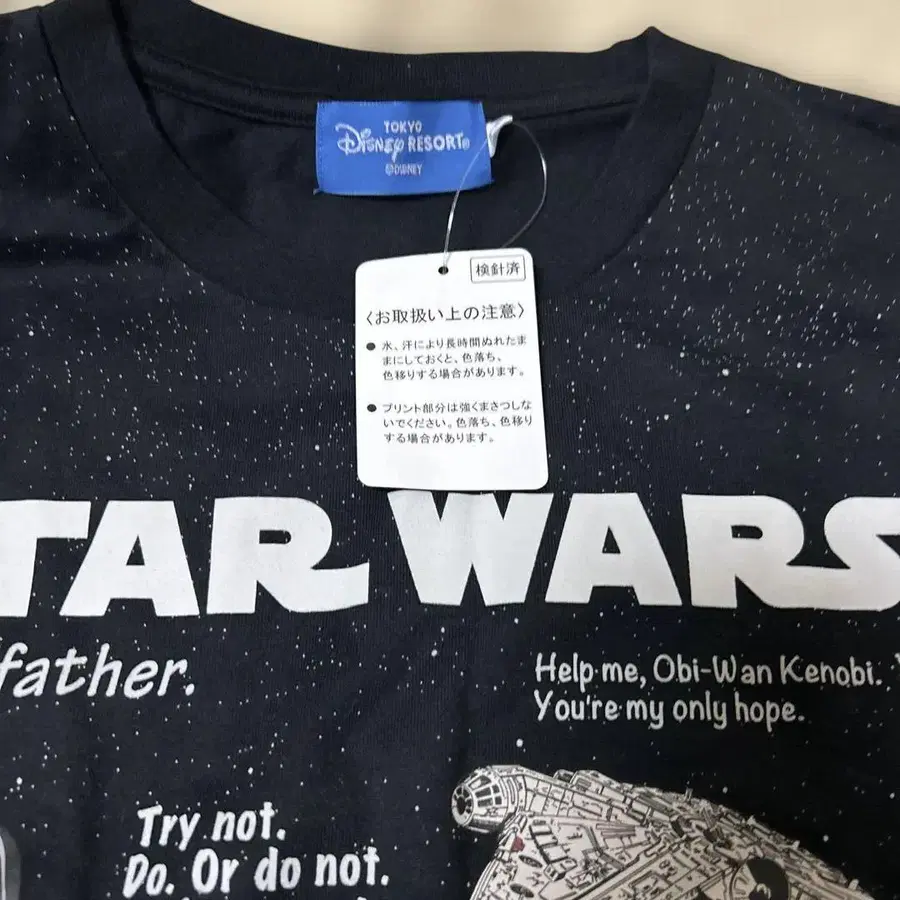 TOKYO
Disney RESORT®
©DISNEY
検針済
〈お取扱い上の注意〉
● 水、汗により長時間ぬれたま
まにしておくと、色落ち、
色移りする場合があります。
● プリント部分は強くまさつしな
いでください。色落ち、色移り
する場合があります。
STAR WARS
father.
Help me, Obi-Wan Kenobi.
You're my only hope.
Try not.
Do. Or do not.